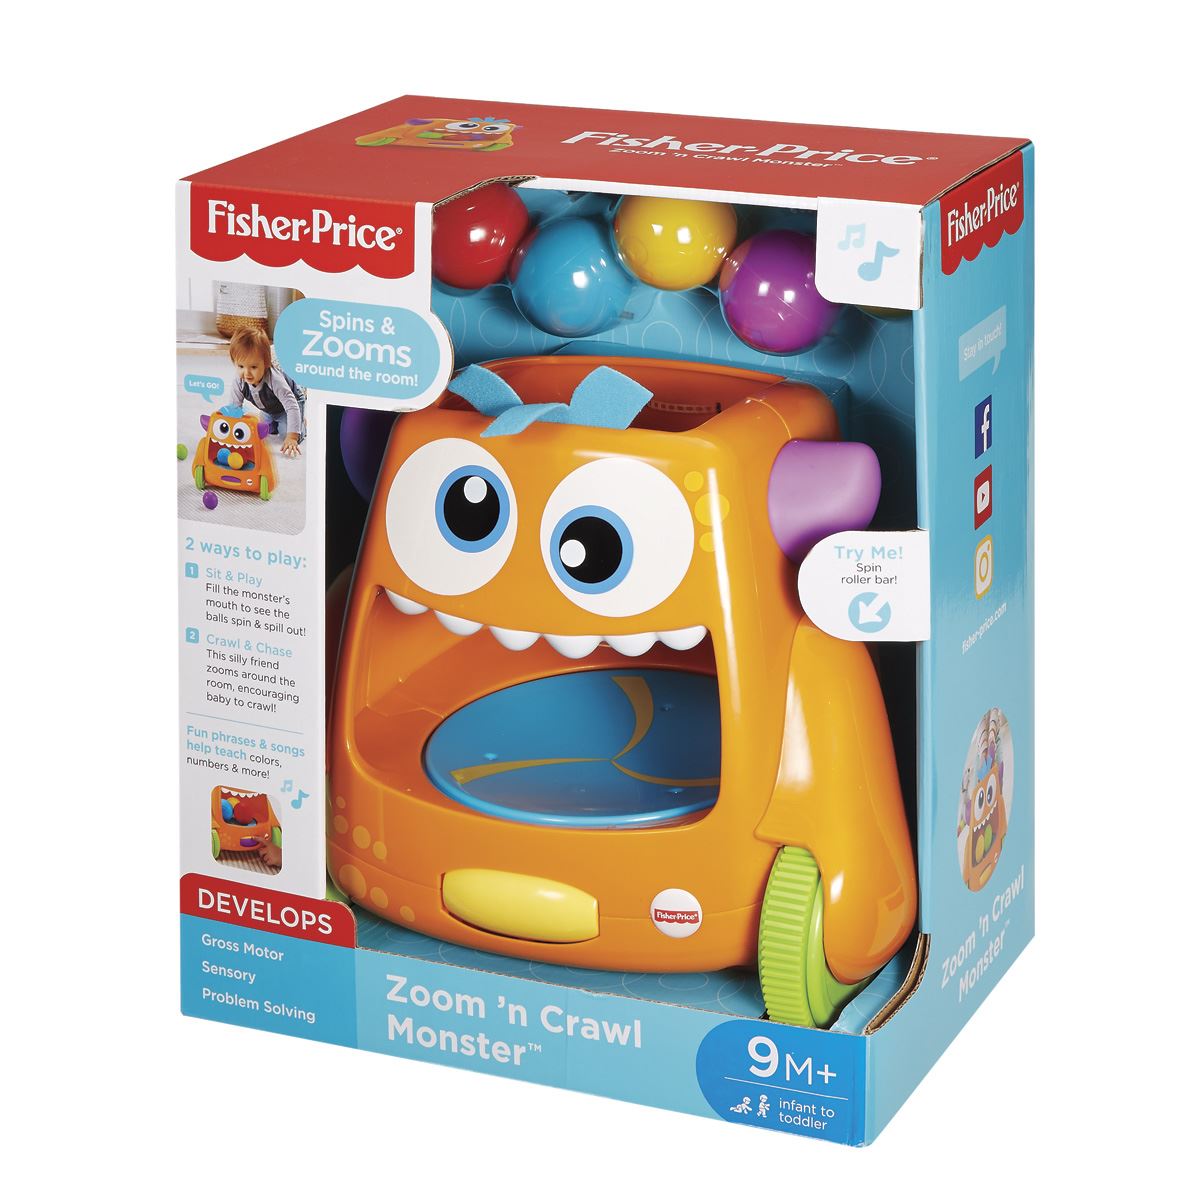 Fisher-Price®
Zoom 'n Crawl Monster™
Fisher-Price®
Spins &
Zooms
around the room!
Let's GO!
2 ways to play:
1 Sit & Play
Fill the monster's
mouth to see the
balls spin & spill out!
2 Crawl & Chase
This silly friend
zooms around the
room, encouraging
baby to crawl!
Fun phrases & songs
help teach colors,
numbers & more!
DEVELOPS
Gross Motor
Sensory
Problem Solving
Try Me!
Spin
roller bar!
Fisher-Price®
Zoom 'n Crawl
Monster™
9M+
infant to
toddler
Fisher-Price®
Stay in touch!
f
fisher-price.com
Zoom 'n Crawl
Monster™